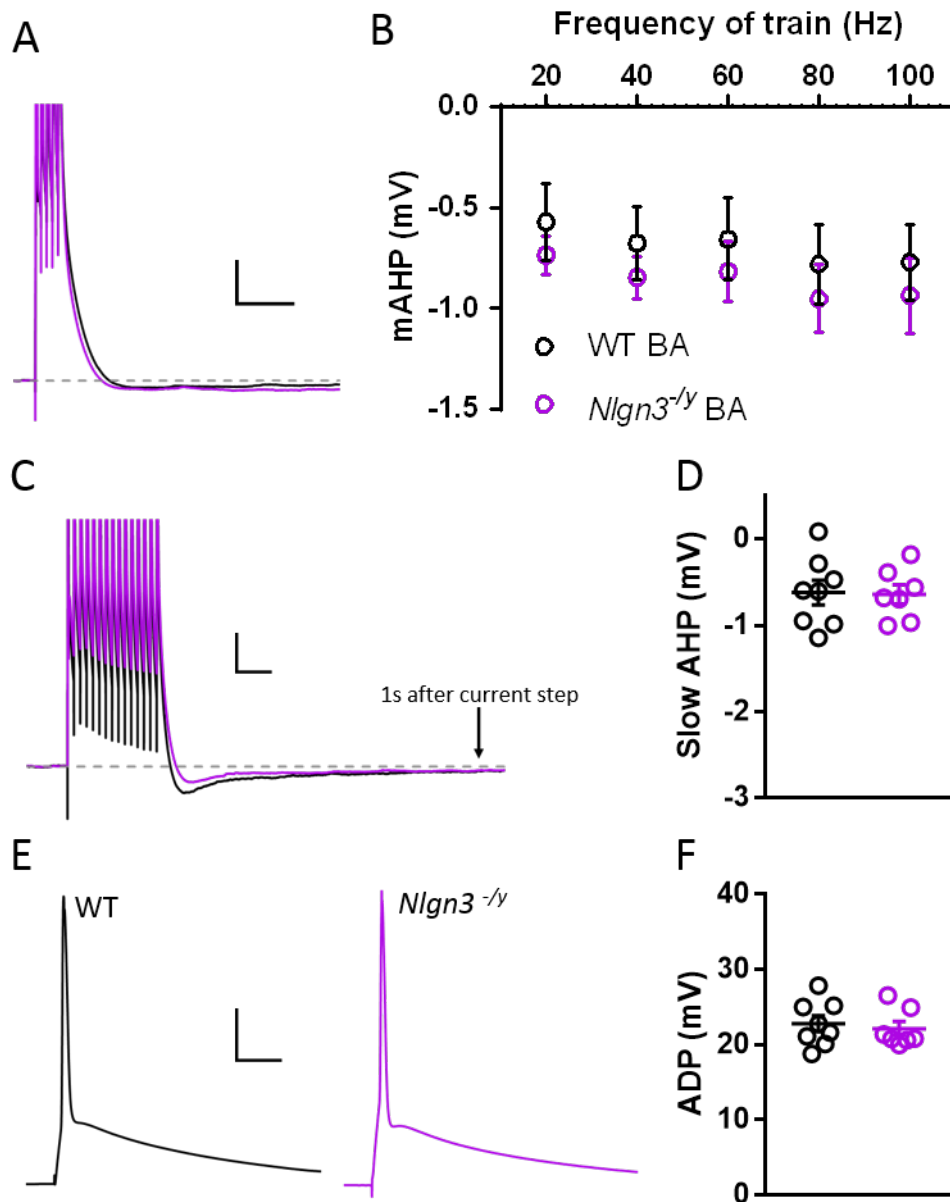 A
B
Frequency of train (Hz)
20 40 60 80 100
0.0
-0.5
-1.0
-1.5
mAHP (mV)
WT BA
Nlgn3-/y BA
C
1s after current step
D
0
-1
-2
-3
Slow AHP (mV)
E
WT
Nlgn3 -/y
F
40
30
20
10
0
ADP (mV)